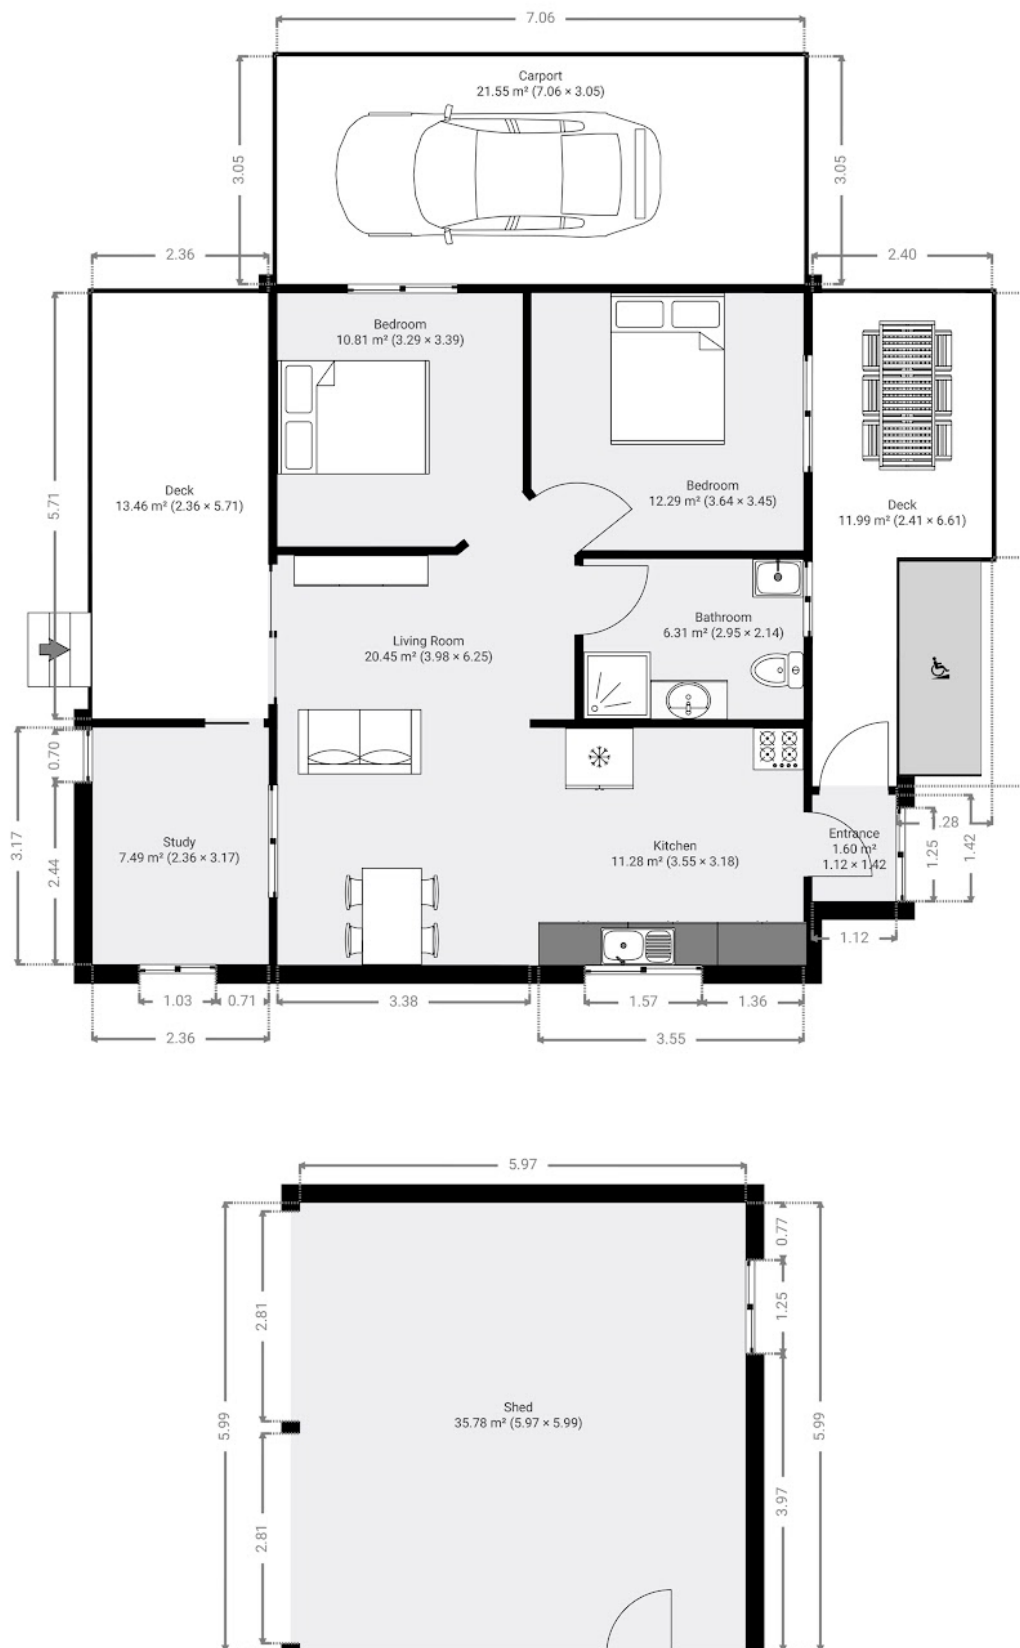 7.06
Carport
21.55 m² (7.06 × 3.05)
3.05
3.05
2.36
2.40
Bedroom
10.81 m² (3.29 × 3.39)
Bedroom
12.29 m² (3.64 × 3.45)
Deck
13.46 m² (2.36 × 5.71)
5.71
Deck
11.99 m² (2.41 × 6.61)
Bathroom
6.31 m² (2.95 × 2.14)
Living Room
20.45 m² (3.98 × 6.25)
0.70
3.17
2.44
Study
7.49 m² (2.36 × 3.17)
Kitchen
11.28 m² (3.55 × 3.18)
Entrance
1.60 m²
1.12 × 1.42
1.28
1.25
1.42
1.12
1.03
0.71
3.38
1.57
1.36
2.36
3.55
5.97
0.77
2.81
1.25
Shed
35.78 m² (5.97 × 5.99)
5.99
5.99
3.97
2.81